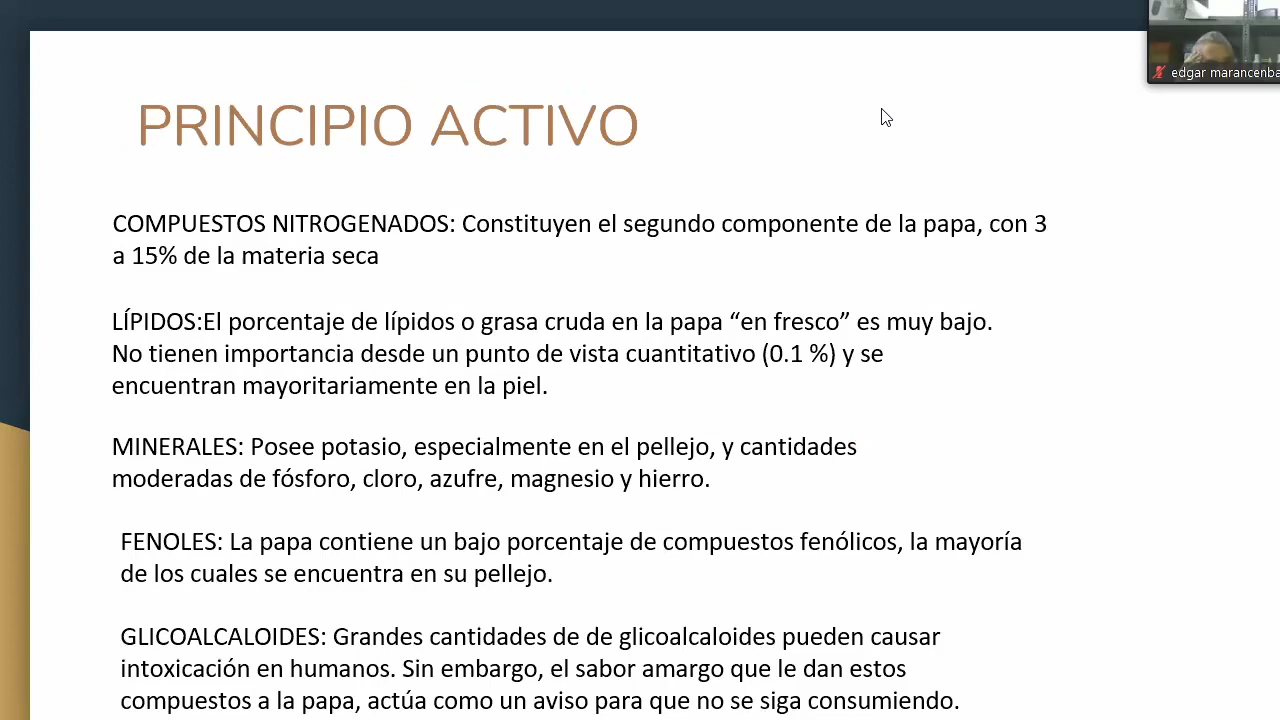 edgar marancenba
PRINCIPIO ACTIVO
COMPUESTOS NITROGENADOS: Constituyen el segundo componente de la papa, con 3
a 15% de la materia seca
LÍPIDOS:El porcentaje de lípidos o grasa cruda en la papa “en fresco” es muy bajo.
No tienen importancia desde un punto de vista cuantitativo (0.1 %) y se
encuentran mayoritariamente en la piel.
MINERALES: Posee potasio, especialmente en el pellejo, y cantidades
moderadas de fósforo, cloro, azufre, magnesio y hierro.
FENOLES: La papa contiene un bajo porcentaje de compuestos fenólicos, la mayoría
de los cuales se encuentra en su pellejo.
GLICOALCALOIDES: Grandes cantidades de de glicoalcaloides pueden causar
intoxicación en humanos. Sin embargo, el sabor amargo que le dan estos
compuestos a la papa, actúa como un aviso para que no se siga consumiendo.